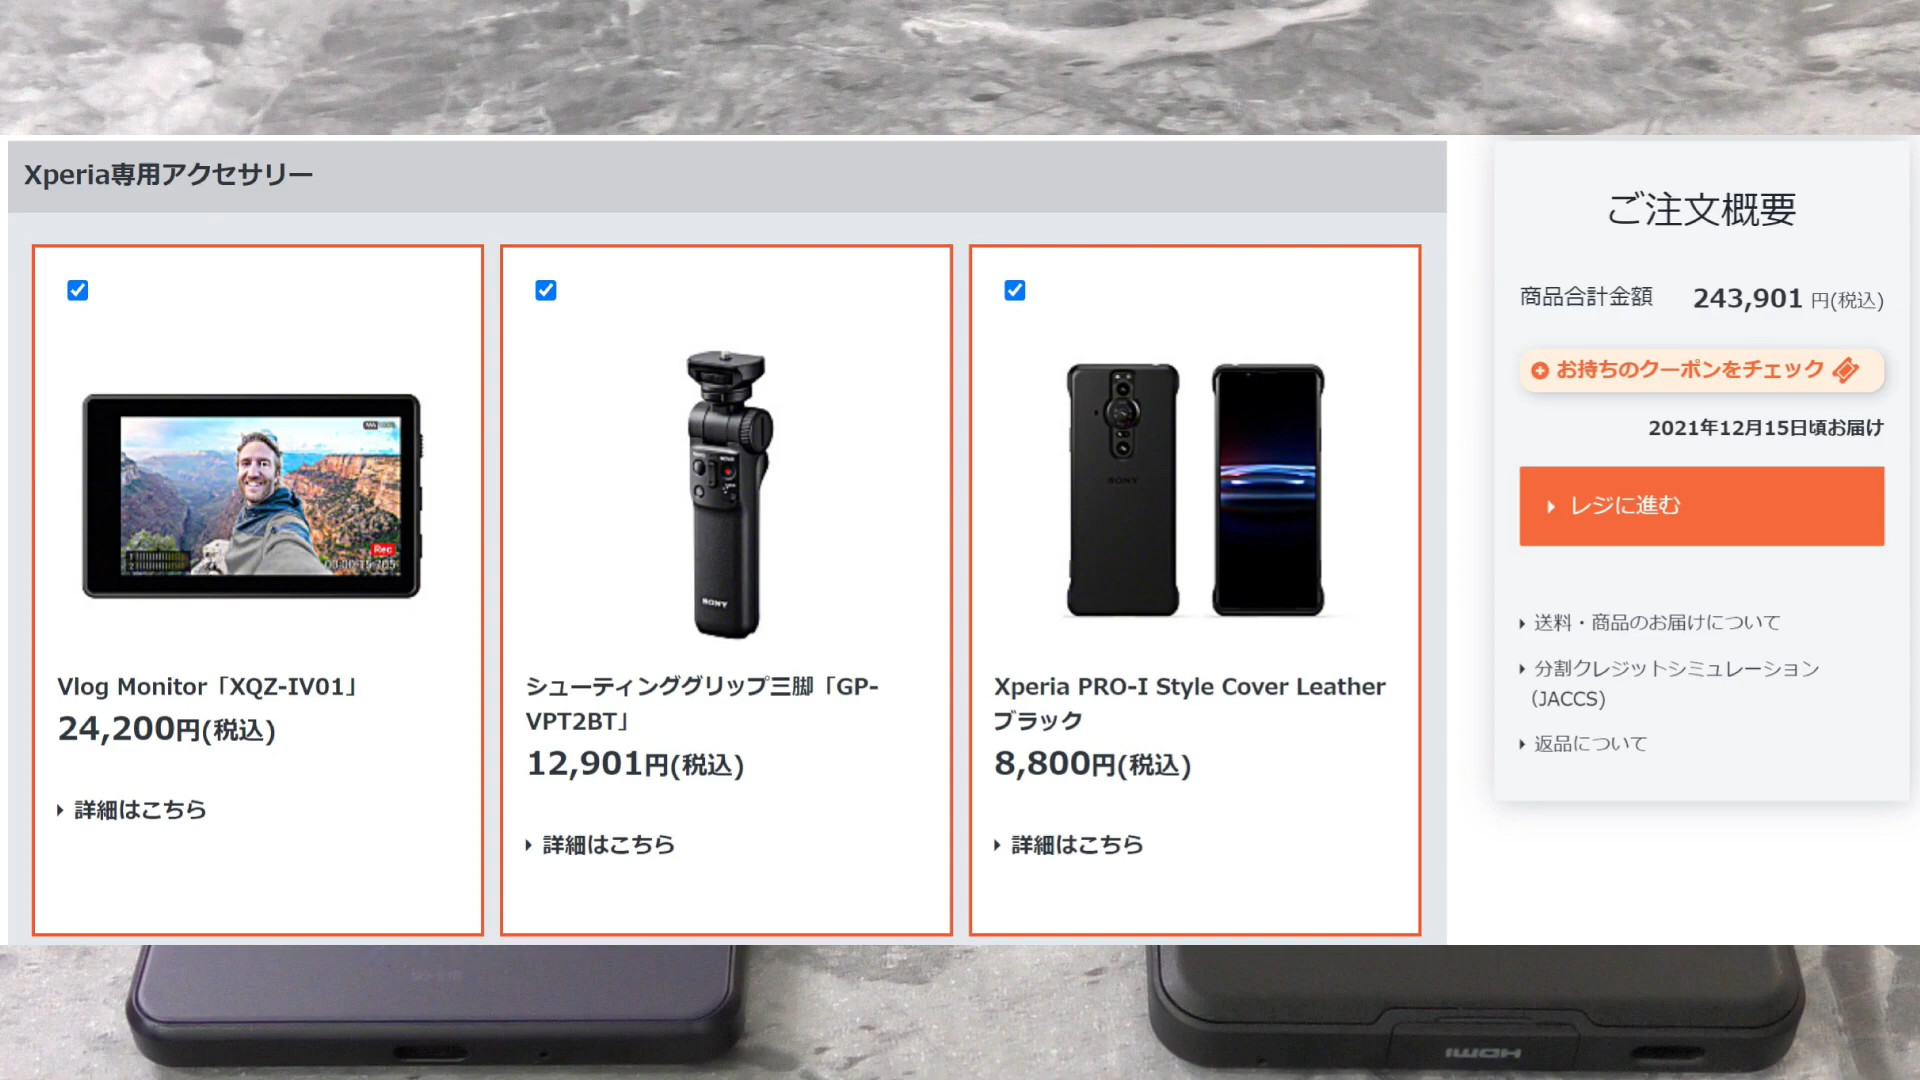 Xperia専用アクセサリー
Rec
SONY
SONY
Vlog Monitor「XQZ-IV01」
24,200円(税込)
詳細はこちら
シューティンググリップ三脚「GP-
VPT2BT」
12,901円(税込)
詳細はこちら
Xperia PRO-I Style Cover Leather
ブラック
8,800円(税込)
詳細はこちら
ご注文概要
商品合計金額 243,901 円(税込)
お持ちのクーポンをチェック
2021年12月15日頃お届け
レジに進む
送料・商品のお届けについて
分割クレジットシミュレーション
(JACCS)
返品について
HDMI